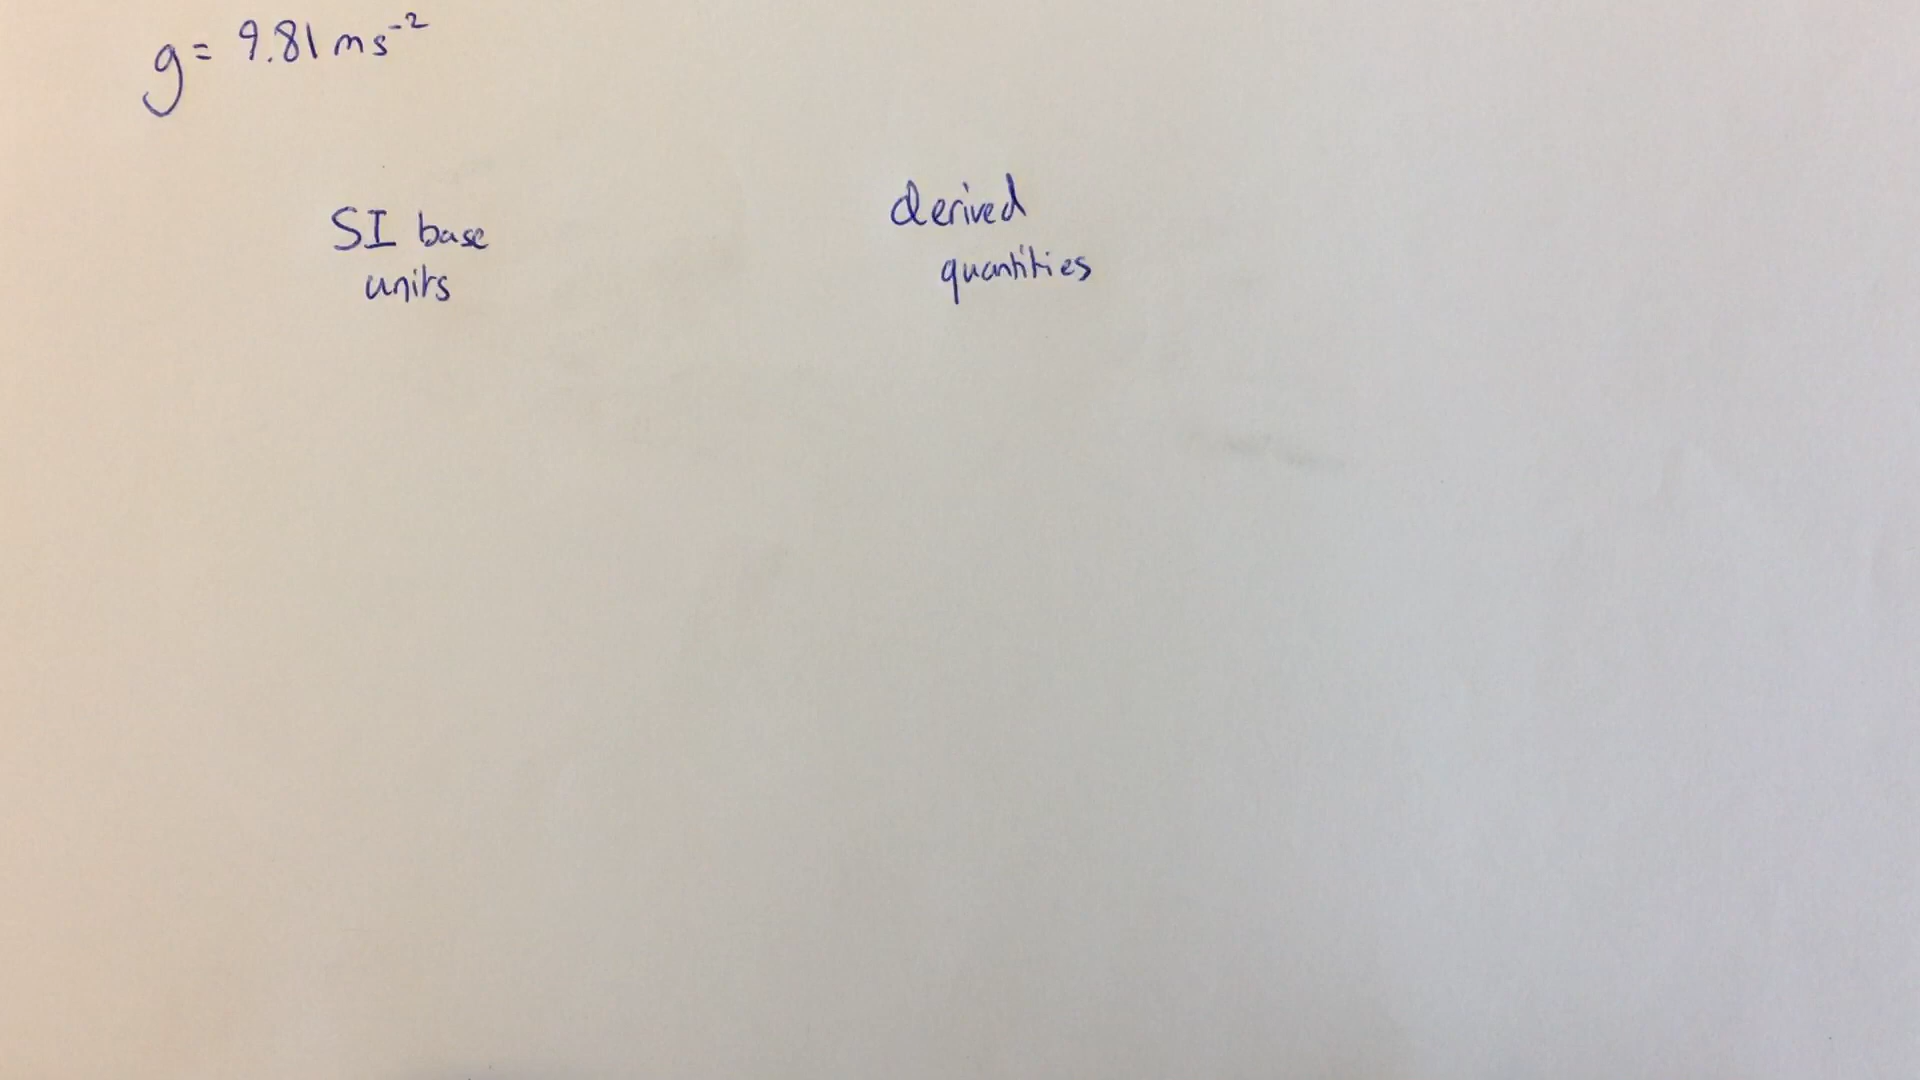 g = 9.81 ms⁻²
SI base
units
derived
quantities